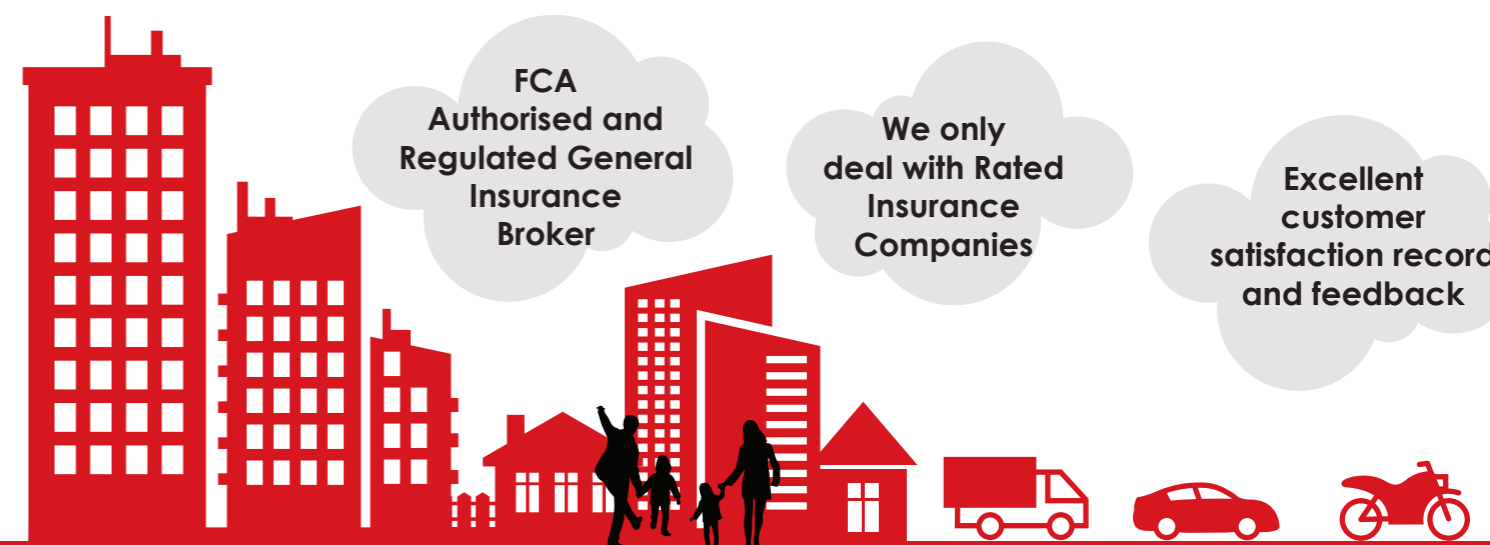 FCA
Authorised and
Regulated General
Insurance
Broker
We only
deal with Rated
Insurance
Companies
Excellent
customer
satisfaction record
and feedback